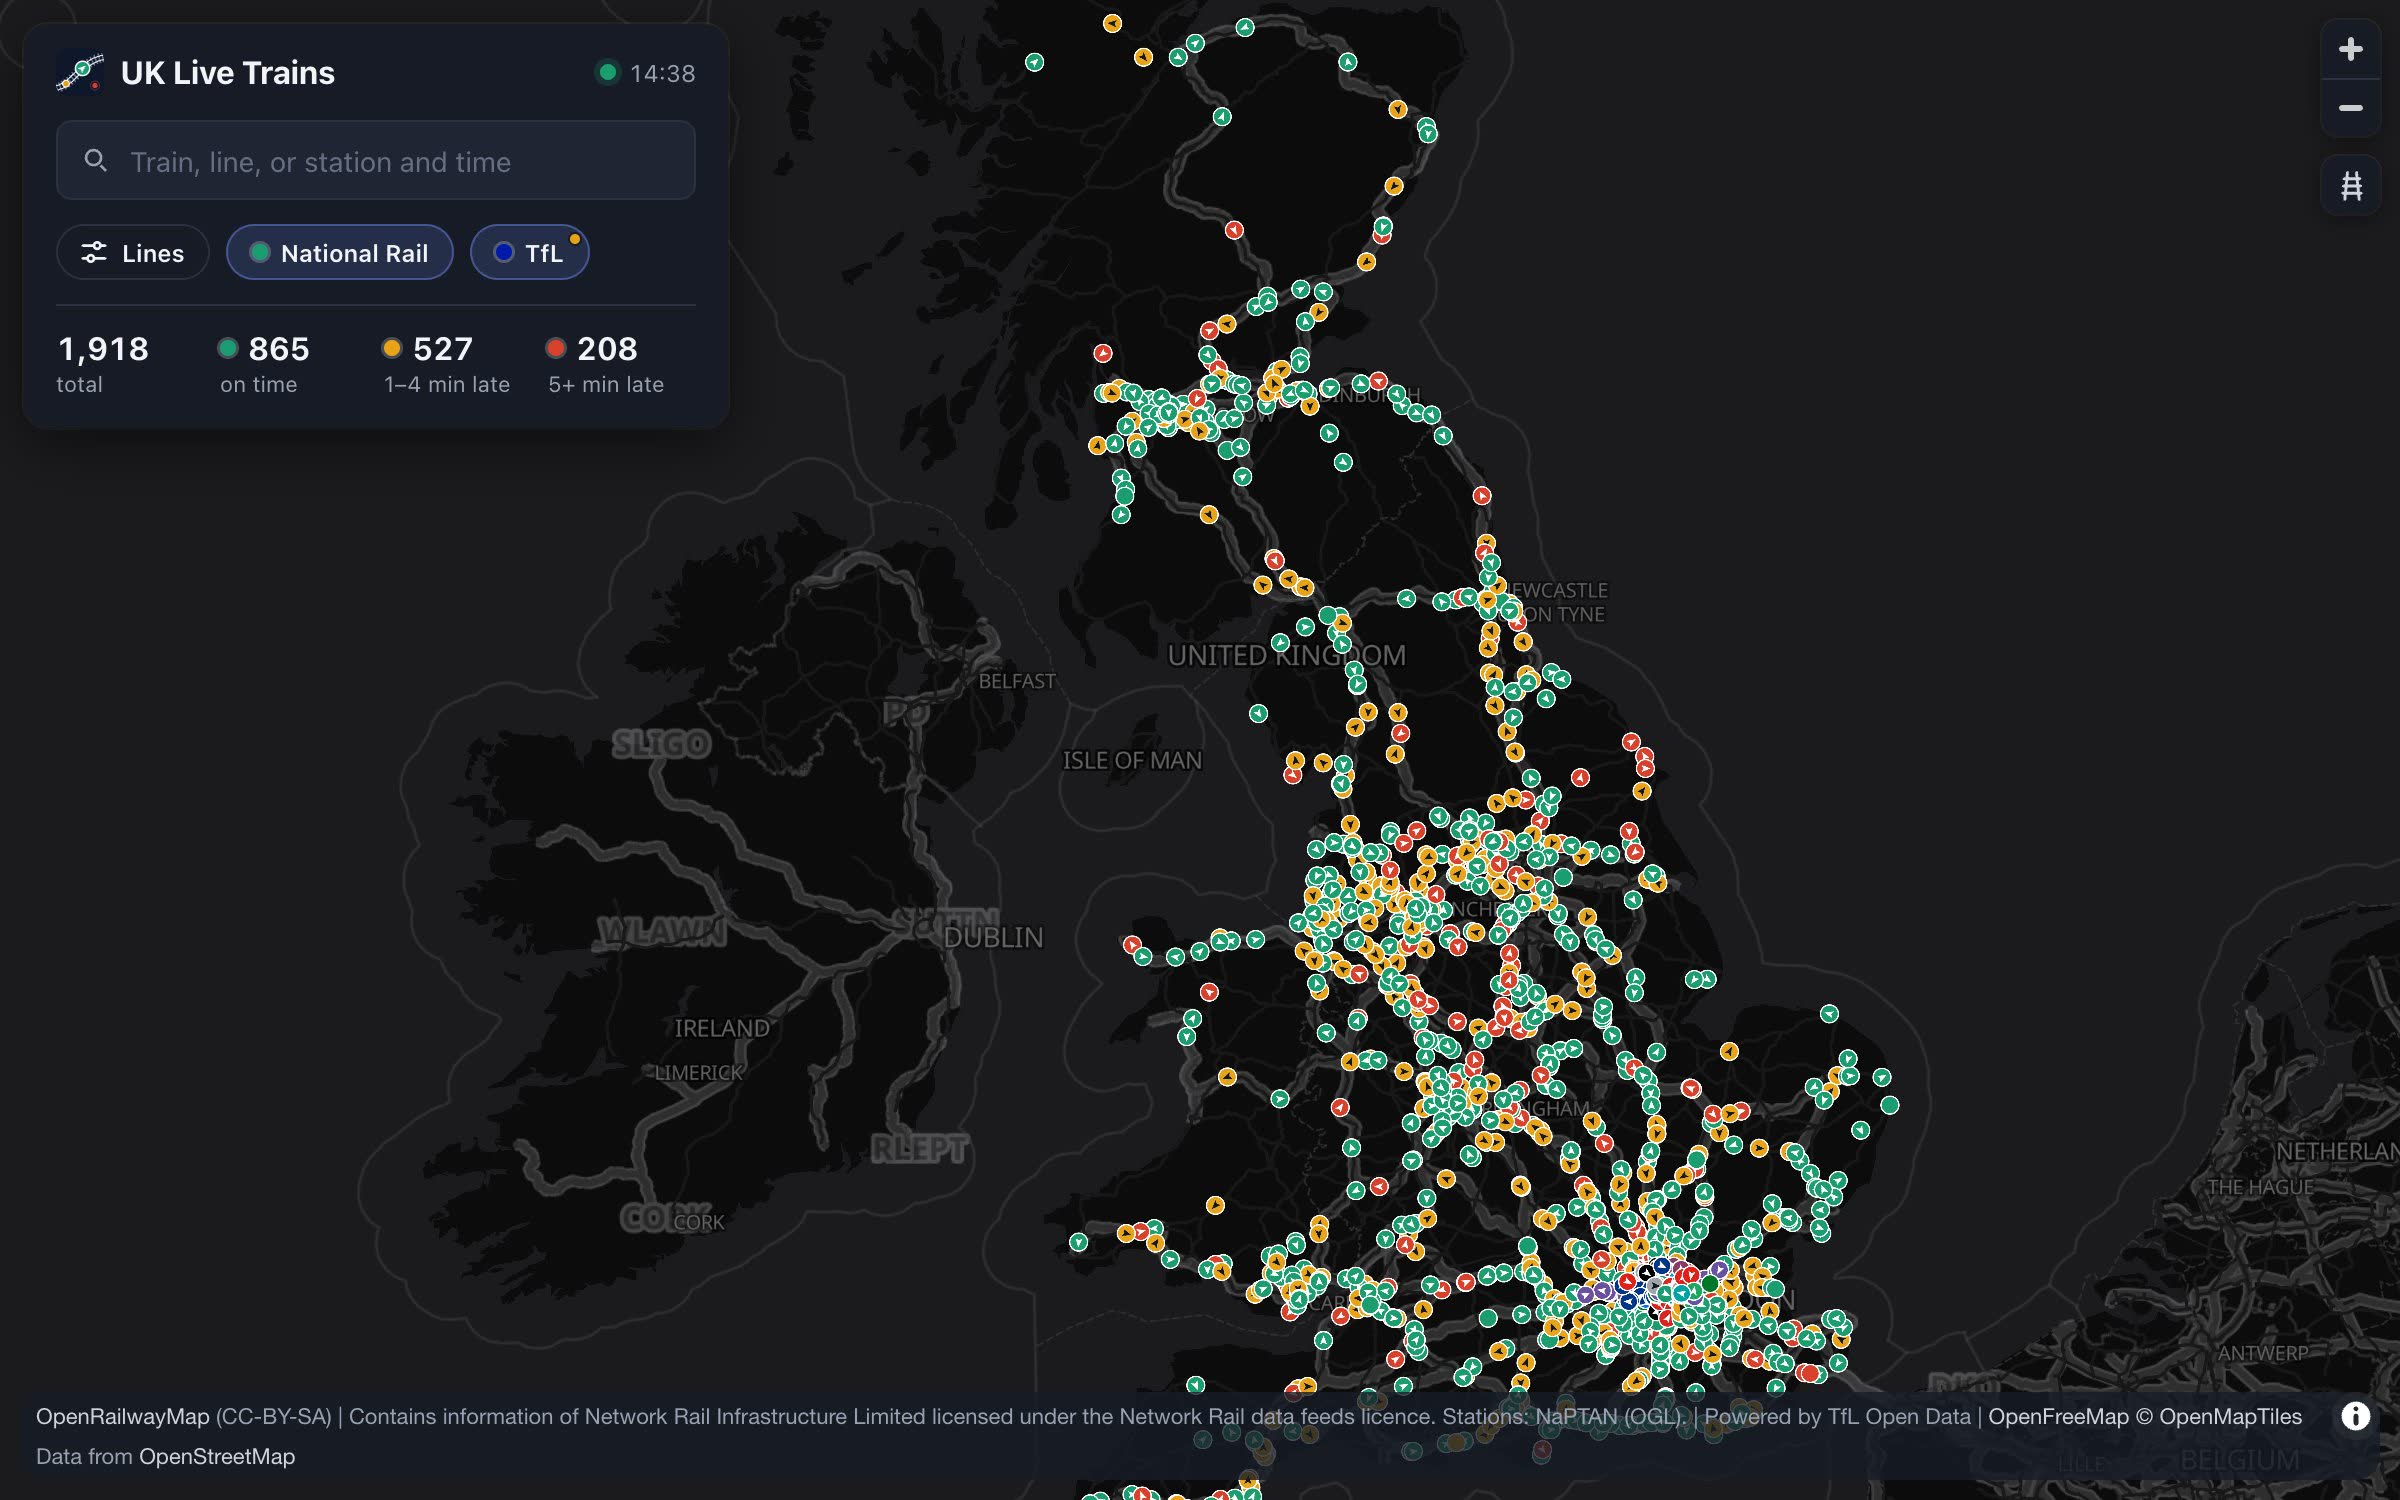 UK Live Trains
14:38
Train, line, or station and time
Lines
National Rail
TfL
1,918
865
527
208
total
on time
1–4 min late
5+ min late
UNITED KINGDOM
BELFAST
SLIGO
ISLE OF MAN
WLAWN
DUBLIN
IRELAND
LIMERICK
RLEPT
CORK
NETHERLAN
THE HAGUE
ANTWERP
OpenRailwayMap (CC-BY-SA) | Contains information of Network Rail Infrastructure Limited licensed under the Network Rail data feeds licence. Stations: NaPTAN (OGL). | Powered by TfL Open Data | OpenFreeMap © OpenMapTiles
Data from OpenStreetMap
LILLE
BELGIUM